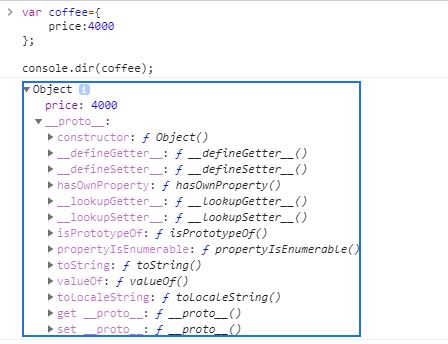 var coffee={
price:4000
};
console.dir(coffee);
Object i
price: 4000
__proto__:
constructor: ƒ Object()
__defineGetter__: ƒ __defineGetter__()
__defineSetter__: ƒ __defineSetter__()
hasOwnProperty: ƒ hasOwnProperty()
__lookupGetter__: ƒ __lookupGetter__()
__lookupSetter__: ƒ __lookupSetter__()
isPrototypeOf: ƒ isPrototypeOf()
propertyIsEnumerable: ƒ propertyIsEnumerable()
toString: ƒ toString()
valueOf: ƒ valueOf()
toLocaleString: ƒ toLocaleString()
get __proto__: ƒ __proto__()
set __proto__: ƒ __proto__()